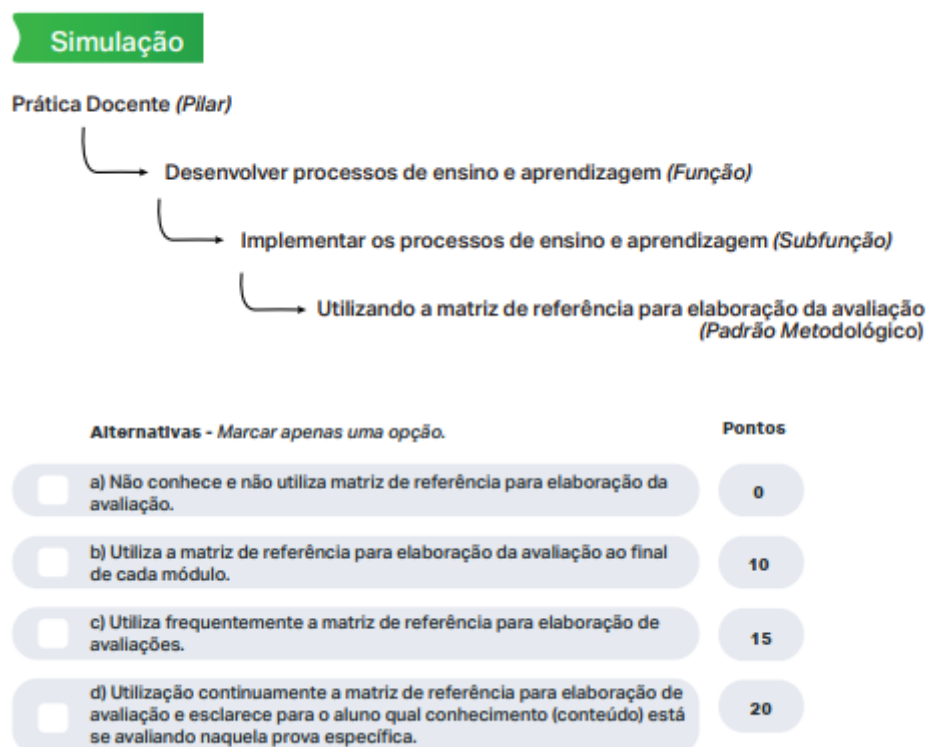 Simulação
Prática Docente (Pilar)
Desenvolver processos de ensino e aprendizagem (Função)
Implementar os processos de ensino e aprendizagem (Subfunção)
Utilizando a matriz de referência para elaboração da avaliação
(Padrão Metodológico)
Alternativas - Marcar apenas uma opção.
Pontos
a) Não conhece e não utiliza matriz de referência para elaboração da
avaliação.
0
b) Utiliza a matriz de referência para elaboração da avaliação ao final
de cada módulo.
10
c) Utiliza frequentemente a matriz de referência para elaboração de
avaliações.
15
d) Utilização continuamente a matriz de referência para elaboração de
avaliação e esclarece para o aluno qual conhecimento (conteúdo) está
se avaliando naquela prova específica.
20